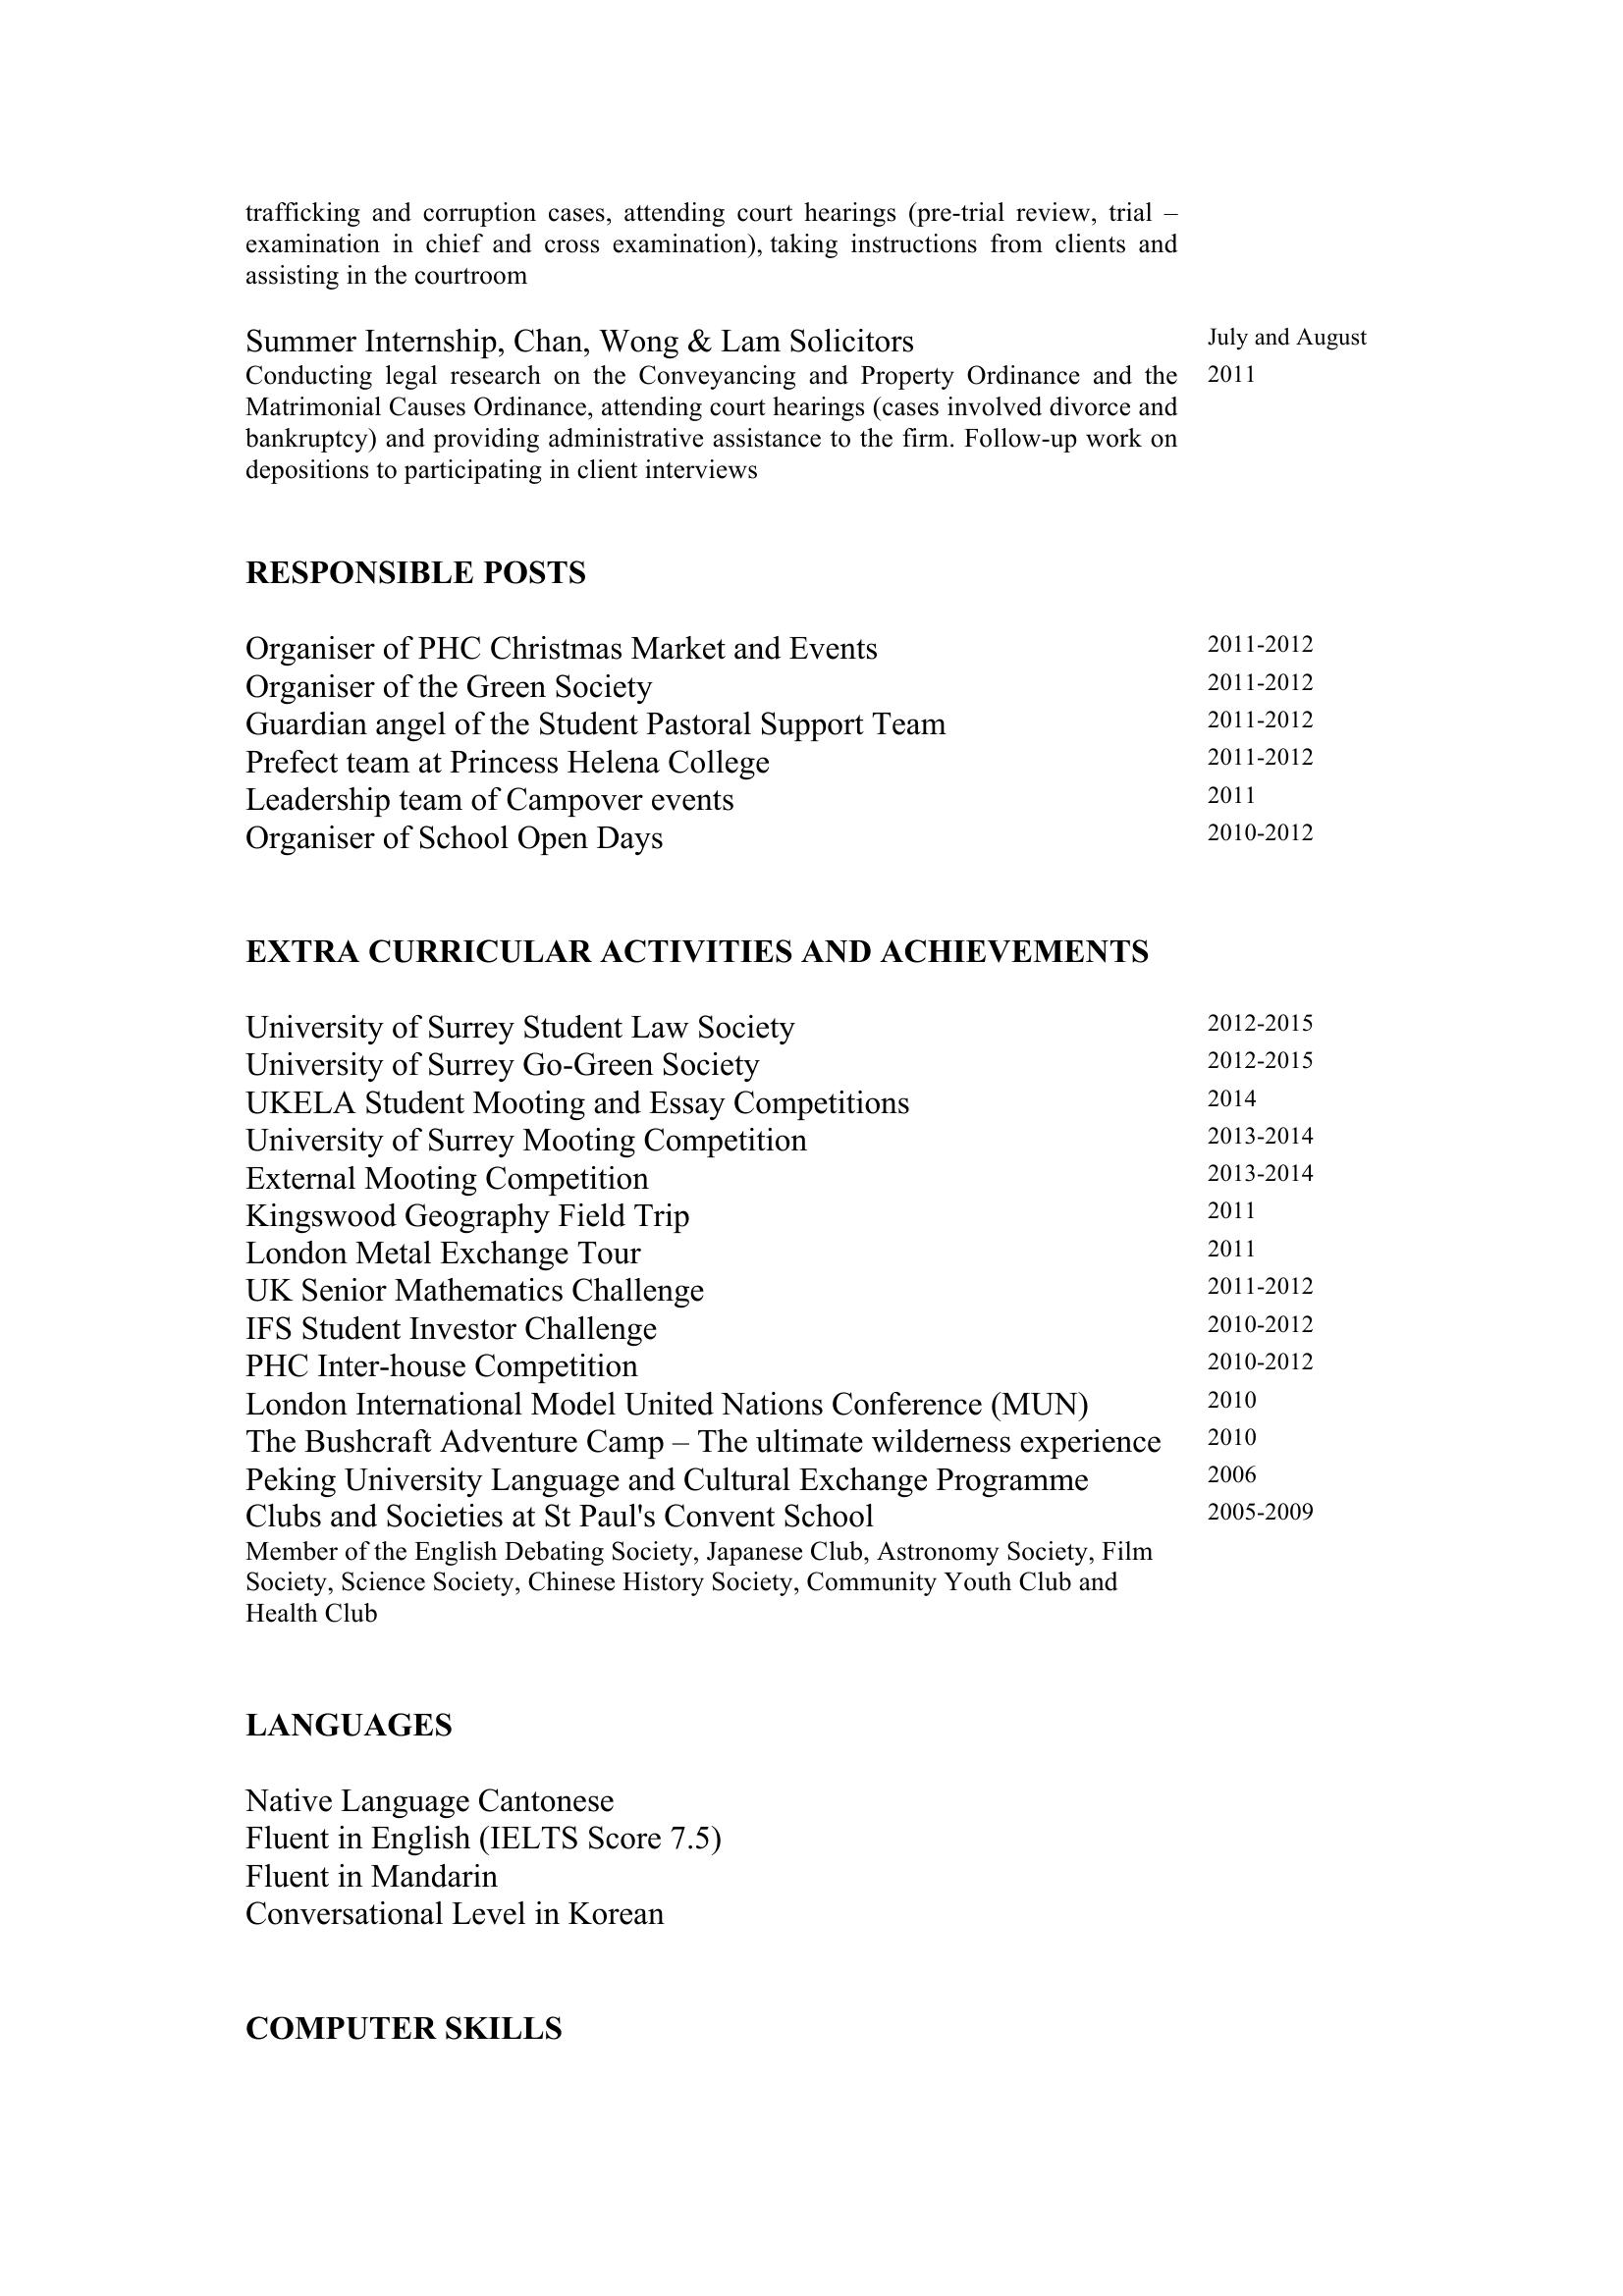 trafficking and corruption cases, attending court hearings (pre-trial review, trial –
examination in chief and cross examination), taking instructions from clients and
assisting in the courtroom
Summer Internship, Chan, Wong & Lam Solicitors July and August
Conducting legal research on the Conveyancing and Property Ordinance and the 2011
Matrimonial Causes Ordinance, attending court hearings (cases involved divorce and
bankruptcy) and providing administrative assistance to the firm. Follow-up work on
depositions to participating in client interviews
RESPONSIBLE POSTS
Organiser of PHC Christmas Market and Events 2011-2012
Organiser of the Green Society 2011-2012
Guardian angel of the Student Pastoral Support Team 2011-2012
Prefect team at Princess Helena College 2011-2012
Leadership team of Campover events 2011
Organiser of School Open Days 2010-2012
EXTRA CURRICULAR ACTIVITIES AND ACHIEVEMENTS
University of Surrey Student Law Society 2012-2015
University of Surrey Go-Green Society 2012-2015
UKELA Student Mooting and Essay Competitions 2014
University of Surrey Mooting Competition 2013-2014
External Mooting Competition 2013-2014
Kingswood Geography Field Trip 2011
London Metal Exchange Tour 2011
UK Senior Mathematics Challenge 2011-2012
IFS Student Investor Challenge 2010-2012
PHC Inter-house Competition 2010-2012
London International Model United Nations Conference (MUN) 2010
The Bushcraft Adventure Camp – The ultimate wilderness experience 2010
Peking University Language and Cultural Exchange Programme 2006
Clubs and Societies at St Paul's Convent School 2005-2009
Member of the English Debating Society, Japanese Club, Astronomy Society, Film
Society, Science Society, Chinese History Society, Community Youth Club and
Health Club
LANGUAGES
Native Language Cantonese
Fluent in English (IELTS Score 7.5)
Fluent in Mandarin
Conversational Level in Korean
COMPUTER SKILLS